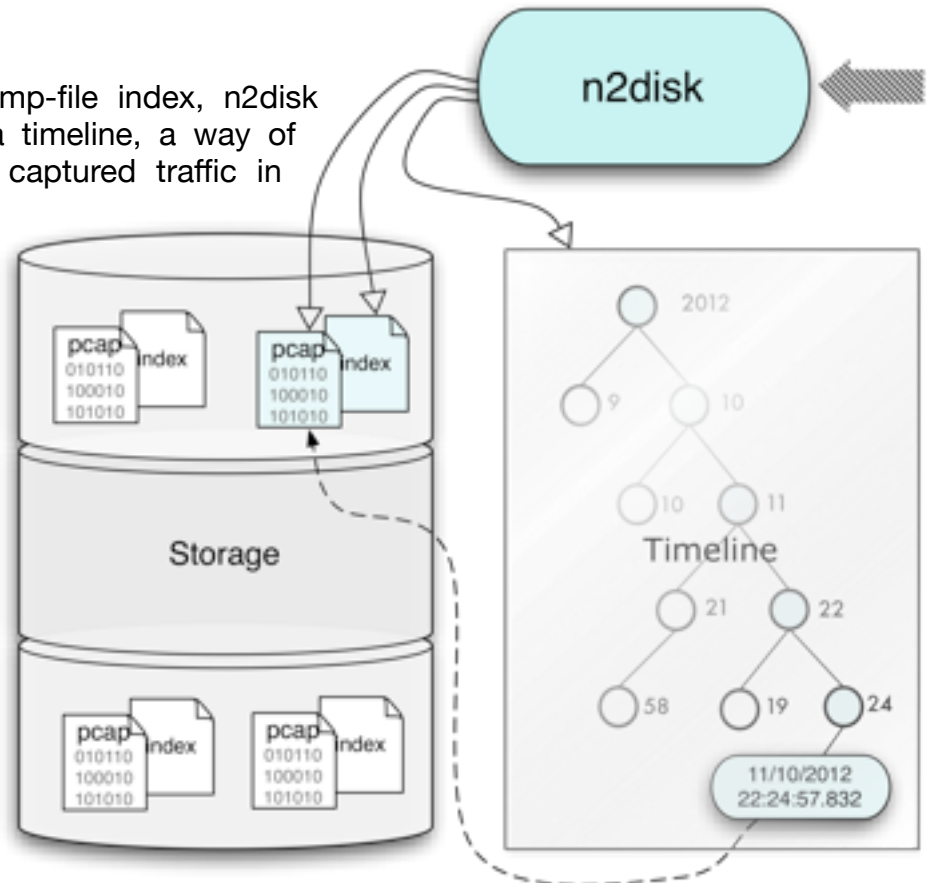 mp-file index, n2disk
a timeline, a way of
captured traffic in
n2disk
pcap
010110
100010
101010
index
pcap
010110
100010
101010
index
Storage
pcap
010110
100010
101010
index
pcap
010110
100010
101010
index
2012
9
10
10
11
Timeline
21
22
58
19
24
11/10/2012
22:24:57.832